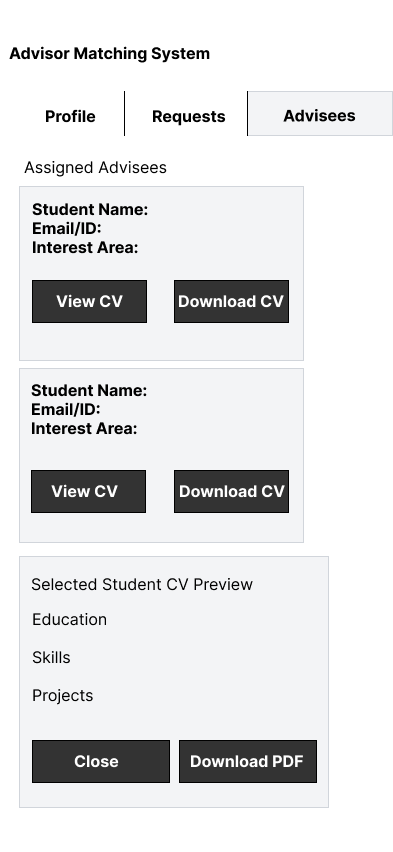 Advisor Matching System
Profile
Requests
Advisees
Assigned Advisees
Student Name:
Email/ID:
Interest Area:
View CV
Download CV
Student Name:
Email/ID:
Interest Area:
View CV
Download CV
Selected Student CV Preview
Education
Skills
Projects
Close
Download PDF